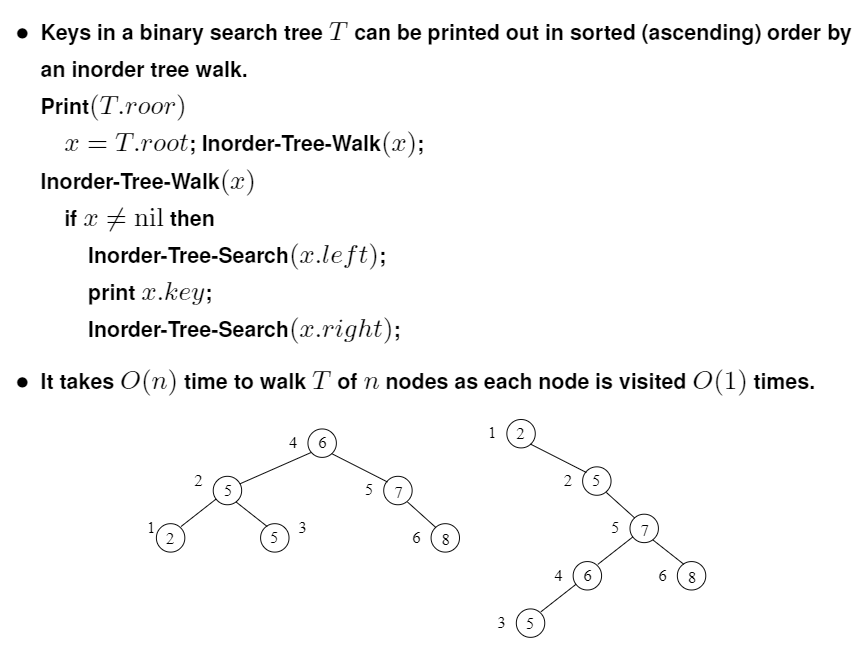 ● Keys in a binary search tree T can be printed out in sorted (ascending) order by
an inorder tree walk.
Print(T.roor)
x = T.root; Inorder-Tree-Walk(x);
Inorder-Tree-Walk(x)
if x ≠ nil then
Inorder-Tree-Search(x.left);
print x.key;
Inorder-Tree-Search(x.right);
● It takes O(n) time to walk T of n nodes as each node is visited O(1) times.
4 6
2 5
5 7
1 2
5 3
6 8
1 2
2 5
5 7
4 6
6 8
3 5